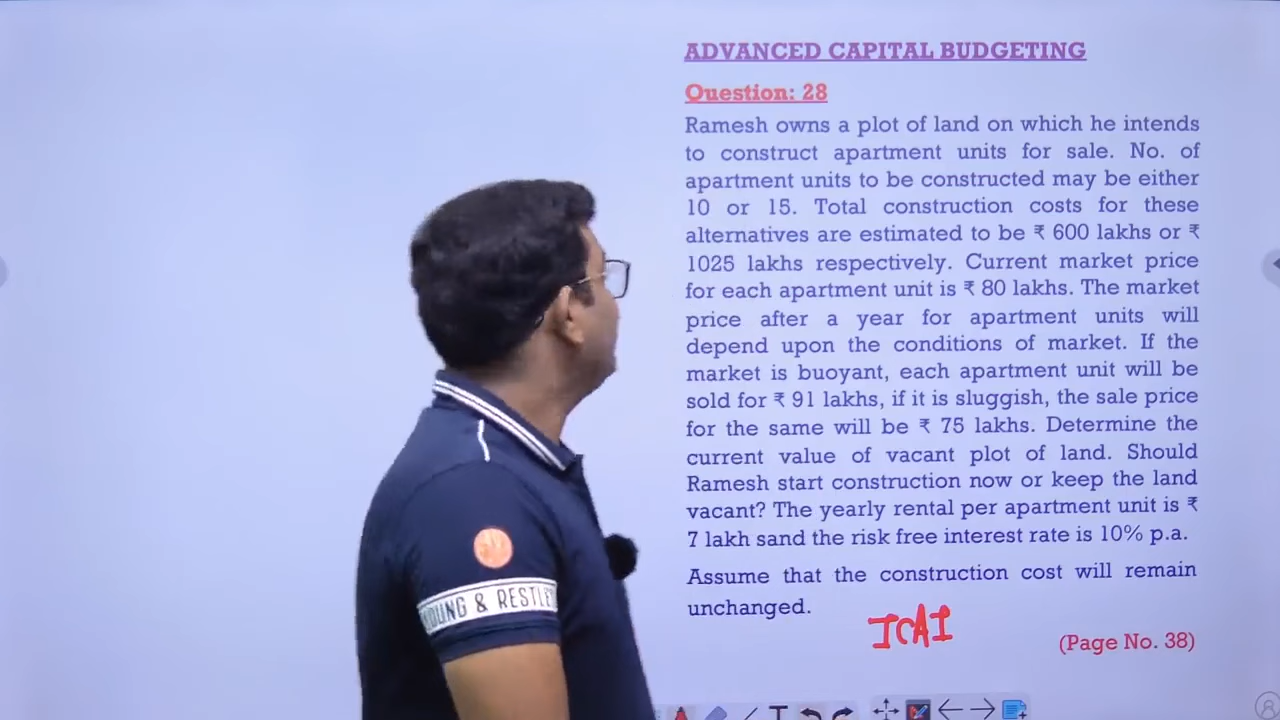 ADVANCED CAPITAL BUDGETING
Question: 28
Ramesh owns a plot of land on which he intends
to construct apartment units for sale. No. of
apartment units to be constructed may be either
10 or 15. Total construction costs for these
alternatives are estimated to be ₹ 600 lakhs or ₹
1025 lakhs respectively. Current market price
for each apartment unit is ₹ 80 lakhs. The market
price after a year for apartment units will
depend upon the conditions of market. If the
market is buoyant, each apartment unit will be
sold for ₹ 91 lakhs, if it is sluggish, the sale price
for the same will be ₹ 75 lakhs. Determine the
current value of vacant plot of land. Should
Ramesh start construction now or keep the land
vacant? The yearly rental per apartment unit is ₹
7 lakh sand the risk free interest rate is 10% p.a.
Assume that the construction cost will remain
unchanged.
ICAI
(Page No. 38)
OUNG & RESTLE